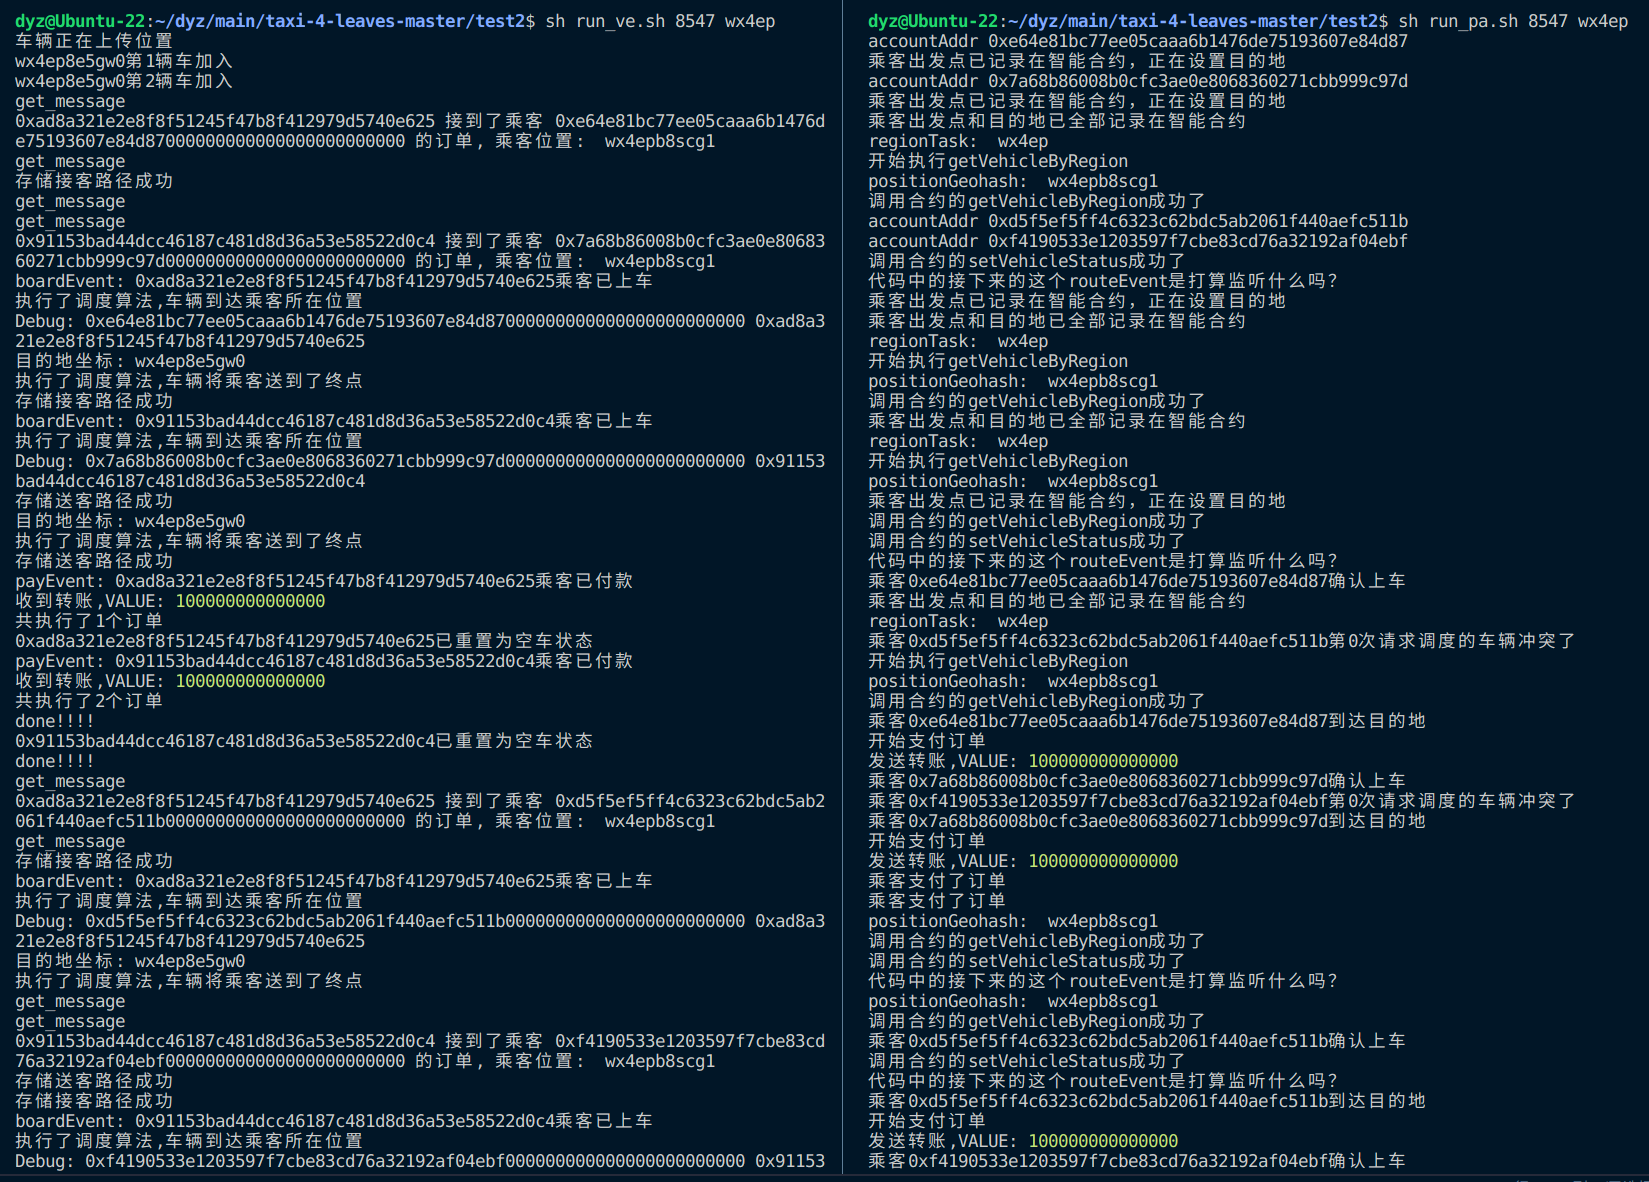 dyz@Ubuntu-22:~/dyz/main/taxi-4-leaves-master/test2$ sh run_ve.sh 8547 wx4ep
车辆正在上传位置
wx4ep8e5gw0第1辆车加入
wx4ep8e5gw0第2辆车加入
get_message
0xad8a321e2e8f8f51245f47b8f412979d5740e625 接到了乘客 0xe64e81bc77ee05caaa6b1476d
e75193607e84d87000000000000000000000000 的订单, 乘客位置:  wx4epb8scg1
get_message
存储接客路径成功
get_message
get_message
0x91153bad44dcc46187c481d8d36a53e58522d0c4 接到了乘客 0x7a68b86008b0cfc3ae0e80683
60271cbb999c97d000000000000000000000000 的订单, 乘客位置:  wx4epb8scg1
boardEvent: 0xad8a321e2e8f8f51245f47b8f412979d5740e625乘客已上车
执行了调度算法,车辆到达乘客所在位置
Debug: 0xe64e81bc77ee05caaa6b1476de75193607e84d87000000000000000000000000 0xad8a3
21e2e8f8f51245f47b8f412979d5740e625
目的地坐标: wx4ep8e5gw0
执行了调度算法,车辆将乘客送到了终点
存储接客路径成功
boardEvent: 0x91153bad44dcc46187c481d8d36a53e58522d0c4乘客已上车
执行了调度算法,车辆到达乘客所在位置
Debug: 0x7a68b86008b0cfc3ae0e8068360271cbb999c97d000000000000000000000000 0x91153
bad44dcc46187c481d8d36a53e58522d0c4
存储送客路径成功
目的地坐标: wx4ep8e5gw0
执行了调度算法,车辆将乘客送到了终点
存储送客路径成功
payEvent: 0xad8a321e2e8f8f51245f47b8f412979d5740e625乘客已付款
收到转账,VALUE: 100000000000000
共执行了1个订单
0xad8a321e2e8f8f51245f47b8f412979d5740e625已重置为空车状态
payEvent: 0x91153bad44dcc46187c481d8d36a53e58522d0c4乘客已付款
收到转账,VALUE: 100000000000000
共执行了2个订单
done!!!!
0x91153bad44dcc46187c481d8d36a53e58522d0c4已重置为空车状态
done!!!!
get_message
0xad8a321e2e8f8f51245f47b8f412979d5740e625 接到了乘客 0xd5f5ef5ff4c6323c62bdc5ab2
061f440aefc511b000000000000000000000000 的订单, 乘客位置:  wx4epb8scg1
get_message
存储接客路径成功
boardEvent: 0xad8a321e2e8f8f51245f47b8f412979d5740e625乘客已上车
执行了调度算法,车辆到达乘客所在位置
Debug: 0xd5f5ef5ff4c6323c62bdc5ab2061f440aefc511b000000000000000000000000 0xad8a3
21e2e8f8f51245f47b8f412979d5740e625
目的地坐标: wx4ep8e5gw0
执行了调度算法,车辆将乘客送到了终点
get_message
get_message
0x91153bad44dcc46187c481d8d36a53e58522d0c4 接到了乘客 0xf4190533e1203597f7cbe83cd
76a32192af04ebf000000000000000000000000 的订单, 乘客位置:  wx4epb8scg1
存储送客路径成功
存储接客路径成功
boardEvent: 0x91153bad44dcc46187c481d8d36a53e58522d0c4乘客已上车
执行了调度算法,车辆到达乘客所在位置
Debug: 0xf4190533e1203597f7cbe83cd76a32192af04ebf000000000000000000000000 0x91153
dyz@Ubuntu-22:~/dyz/main/taxi-4-leaves-master/test2$ sh run_pa.sh 8547 wx4ep
accountAddr 0xe64e81bc77ee05caaa6b1476de75193607e84d87
乘客出发点已记录在智能合约，正在设置目的地
accountAddr 0x7a68b86008b0cfc3ae0e8068360271cbb999c97d
乘客出发点已记录在智能合约，正在设置目的地
乘客出发点和目的地已全部记录在智能合约
regionTask:  wx4ep
开始执行getVehicleByRegion
positionGeohash:  wx4epb8scg1
调用合约的getVehicleByRegion成功了
accountAddr 0xd5f5ef5ff4c6323c62bdc5ab2061f440aefc511b
accountAddr 0xf4190533e1203597f7cbe83cd76a32192af04ebf
调用合约的setVehicleStatus成功了
代码中的接下来的这个routeEvent是打算监听什么吗？
乘客出发点已记录在智能合约，正在设置目的地
乘客出发点和目的地已全部记录在智能合约
regionTask:  wx4ep
开始执行getVehicleByRegion
positionGeohash:  wx4epb8scg1
调用合约的getVehicleByRegion成功了
乘客出发点和目的地已全部记录在智能合约
regionTask:  wx4ep
开始执行getVehicleByRegion
positionGeohash:  wx4epb8scg1
乘客出发点已记录在智能合约，正在设置目的地
调用合约的getVehicleByRegion成功了
调用合约的setVehicleStatus成功了
代码中的接下来的这个routeEvent是打算监听什么吗？
乘客0xe64e81bc77ee05caaa6b1476de75193607e84d87确认上车
乘客出发点和目的地已全部记录在智能合约
regionTask:  wx4ep
乘客0xd5f5ef5ff4c6323c62bdc5ab2061f440aefc511b第0次请求调度的车辆冲突了
开始执行getVehicleByRegion
positionGeohash:  wx4epb8scg1
调用合约的getVehicleByRegion成功了
乘客0xe64e81bc77ee05caaa6b1476de75193607e84d87到达目的地
开始支付订单
发送转账,VALUE: 100000000000000
乘客0x7a68b86008b0cfc3ae0e8068360271cbb999c97d确认上车
乘客0xf4190533e1203597f7cbe83cd76a32192af04ebf第0次请求调度的车辆冲突了
乘客0x7a68b86008b0cfc3ae0e8068360271cbb999c97d到达目的地
开始支付订单
发送转账,VALUE: 100000000000000
乘客支付了订单
乘客支付了订单
positionGeohash:  wx4epb8scg1
调用合约的getVehicleByRegion成功了
调用合约的setVehicleStatus成功了
代码中的接下来的这个routeEvent是打算监听什么吗？
positionGeohash:  wx4epb8scg1
调用合约的getVehicleByRegion成功了
乘客0xd5f5ef5ff4c6323c62bdc5ab2061f440aefc511b确认上车
调用合约的setVehicleStatus成功了
代码中的接下来的这个routeEvent是打算监听什么吗？
乘客0xd5f5ef5ff4c6323c62bdc5ab2061f440aefc511b到达目的地
开始支付订单
发送转账,VALUE: 100000000000000
乘客0xf4190533e1203597f7cbe83cd76a32192af04ebf确认上车